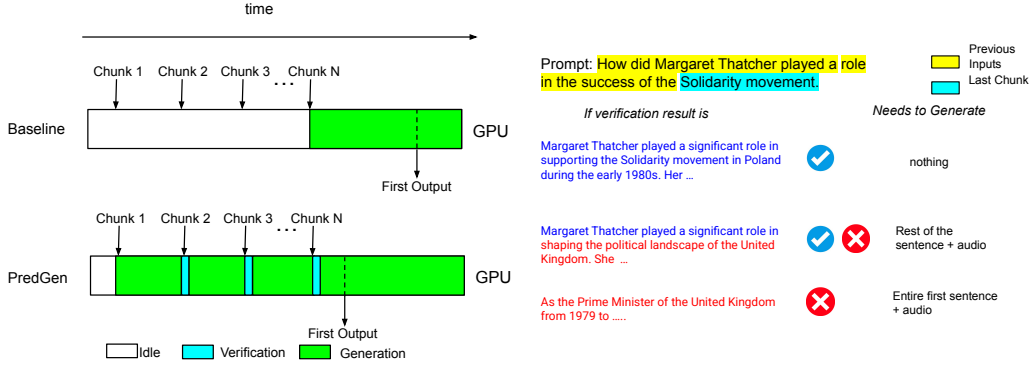 time
Chunk 1 Chunk 2 Chunk 3 ... Chunk N
Baseline
GPU
First Output
Chunk 1 Chunk 2 Chunk 3 ... Chunk N
PredGen
GPU
First Output
Idle Verification Generation
Prompt: How did Margaret Thatcher played a role
in the success of the Solidarity movement.
Previous
Inputs
Last Chunk
If verification result is
Needs to Generate
Margaret Thatcher played a significant role in
supporting the Solidarity movement in Poland
during the early 1980s. Her ...
nothing
Margaret Thatcher played a significant role in
shaping the political landscape of the United
Kingdom. She ...
Rest of the
sentence + audio
As the Prime Minister of the United Kingdom
from 1979 to .....
Entire first sentence
+ audio